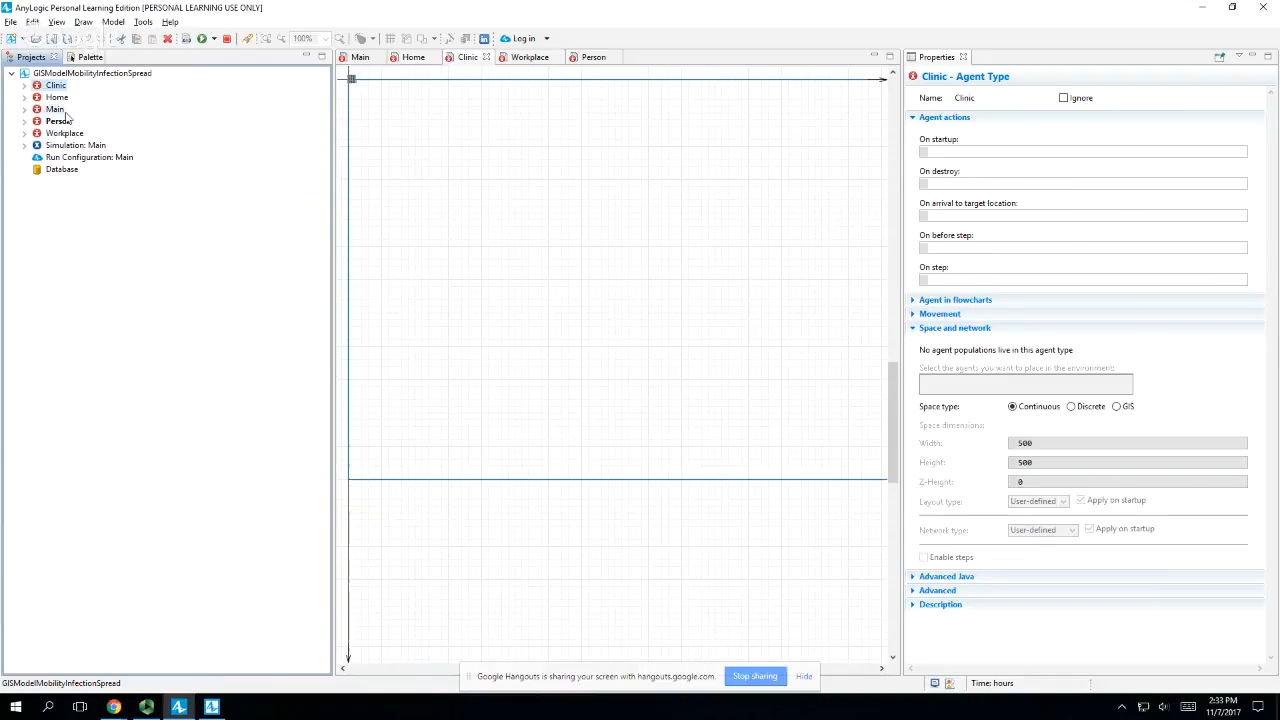 AnyLogic Personal Learning Edition [PERSONAL LEARNING USE ONLY]
File Edit View Draw Model Tools Help
100% Log in
Projects Palette
Main Home Clinic Workplace Person
Properties
GISModelMobilityInfectionSpread
Clinic
Home
Main
Person
Workplace
Simulation: Main
Run Configuration: Main
Database
Clinic - Agent Type
Name: Clinic Ignore
Agent actions
On startup:
On destroy:
On arrival to target location:
On before step:
On step:
Agent in flowcharts
Movement
Space and network
No agent populations live in this agent type
Select the agents you want to place in the environment:
Space type: Continuous Discrete GIS
Space dimensions:
Width: 500
Height: 500
Z-Height: 0
Layout type: User-defined Apply on startup
Network type: User-defined Apply on startup
Enable steps
Advanced Java
Advanced
Description
Google Hangouts is sharing your screen with hangouts.google.com. Stop sharing Hide
GISModelMobilityInfectionSpread
Time: hours
2:33 PM
11/7/2017